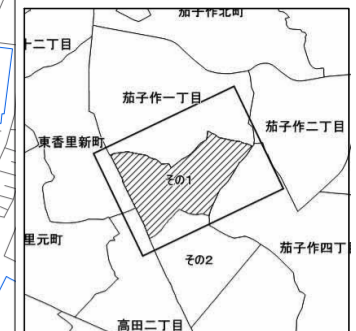 茄子作北町
十二丁目
茄子作一丁目
茄子作二丁目
東香里新町
その1
里元町
その2
茄子作四丁
高田二丁目